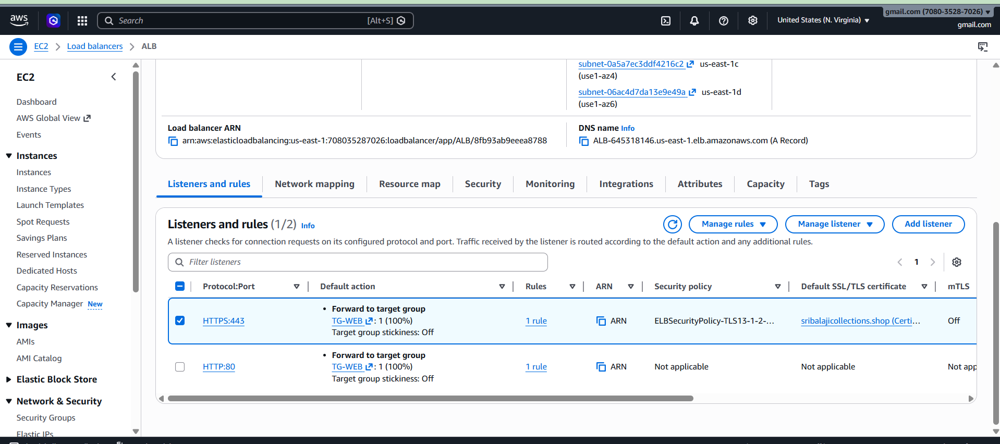 aws
Search
[Alt+S]
United States (N. Virginia)
gmail.com (7080-3528-7026)
gmail.com
EC2
Load balancers
ALB
EC2
Dashboard
AWS Global View
Events
Instances
Instances
Instance Types
Launch Templates
Spot Requests
Savings Plans
Reserved Instances
Dedicated Hosts
Capacity Reservations
Capacity Manager New
Images
AMIs
AMI Catalog
Elastic Block Store
Network & Security
Security Groups
Elastic IPs
subnet-0a5a7ec3ddf4216c2 us-east-1c
(use1-az4)
subnet-06ac4d7da13e9e49a us-east-1d
(use1-az6)
Load balancer ARN
arn:aws:elasticloadbalancing:us-east-1:708035287026:loadbalancer/app/ALB/8fb93ab9eeea8788
DNS name Info
ALB-645318146.us-east-1.elb.amazonaws.com (A Record)
Listeners and rules Network mapping Resource map Security Monitoring Integrations Attributes Capacity Tags
Listeners and rules (1/2) Info
Manage rules
Manage listener
Add listener
A listener checks for connection requests on its configured protocol and port. Traffic received by the listener is routed according to the default action and any additional rules.
Filter listeners
1
Protocol:Port Default action Rules ARN Security policy Default SSL/TLS certificate mTLS
• Forward to target group
HTTPS:443 TG-WEB : 1 (100%) 1 rule ARN ELBSecurityPolicy-TLS13-1-2-... sribalajicollections.shop (Certi... Off
Target group stickiness: Off
• Forward to target group
HTTP:80 TG-WEB : 1 (100%) 1 rule ARN Not applicable Not applicable Not app
Target group stickiness: Off